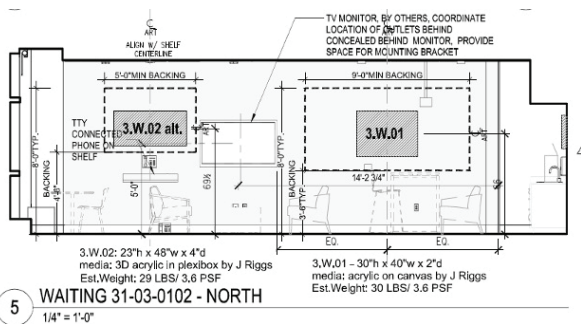 C
L
ART
ALIGN W/ SHELF
CENTERLINE
TV MONITOR, BY OTHERS, COORDINATE
LOCATION OF OUTLETS BEHIND
CONCEALED BEHIND MONITOR, PROVIDE
SPACE FOR MOUNTING BRACKET
C
L
ART
5'-0"MIN BACKING
9'-0"MIN BACKING
TTY
CONNECTED
PHONE ON
SHELF
3.W.02 alt.
3.W.01
ART
ART
8'-0"TYP.
BACKING
8'-0"TYP.
BACKING
3'-6"TYP.
5'-0"
69½
14'-2 3/4"
EQ.
EQ.
3.W.02: 23"h x 48"w x 4"d
media: 3D acrylic in plexibox by J Riggs
Est.Weight: 29 LBS/ 3.6 PSF
3.W.01 - 30"h x 40"w x 2"d
media: acrylic on canvas by J Riggs
Est.Weight: 30 LBS/ 3.6 PSF
5
WAITING 31-03-0102 - NORTH
1/4" = 1'-0"